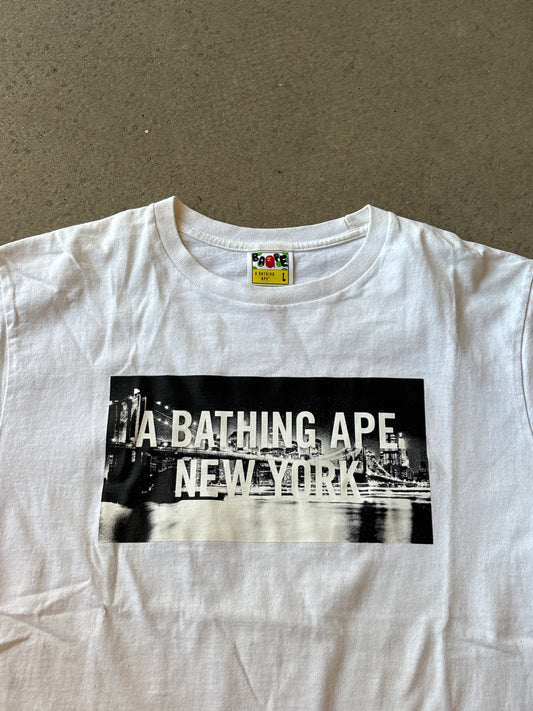 BAPE
A BATHING
APE®
L
A BATHING APE
NEW YORK